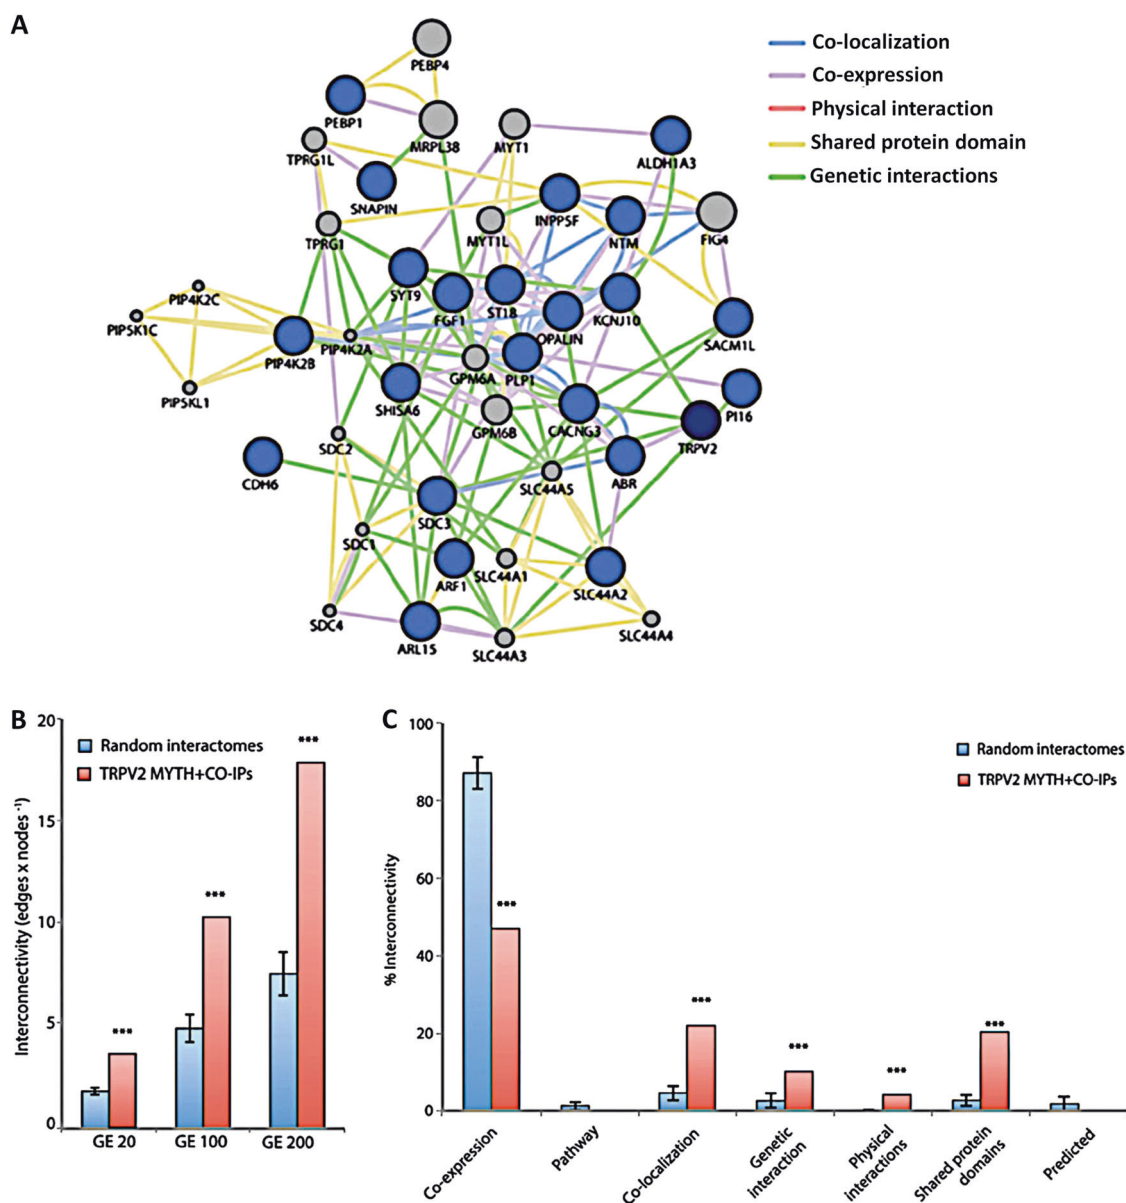 A
Co-localization
Co-expression
Physical interaction
Shared protein domain
Genetic interactions
PEBP4
PEBP1
MRPL38
MYT1
ALDH1A3
TPRG1L
SNAPIN
INPP5F
NTM
FIG4
TPRG1
MYT1L
SYT9
FGF1
ST18
OPALIN
KCNJ10
SACM1L
PIP4K2C
PIP5K1C
PIP4K2B
PIP4K2A
GPM6A
PLP1
PIP5KL1
SHISA6
GPM6B
CACNG3
PI16
TRPV2
SDC2
CDH6
SLC44A5
ABR
SDC3
SDC1
ARF1
SLC44A1
SLC44A2
SDC4
ARL15
SLC44A3
SLC44A4
B
Random interactomes
TRPV2 MYTH+CO-IPs
Interconnectivity (edges x nodes -1)
20
15
10
5
0
***
***
***
GE 20
GE 100
GE 200
C
Random interactomes
TRPV2 MYTH+CO-IPs
% Interconnectivity
100
80
60
40
20
0
***
***
***
***
***
Co-expression
Pathway
Co-localization
Genetic
interaction
Physical
interactions
Shared protein
domains
Predicted